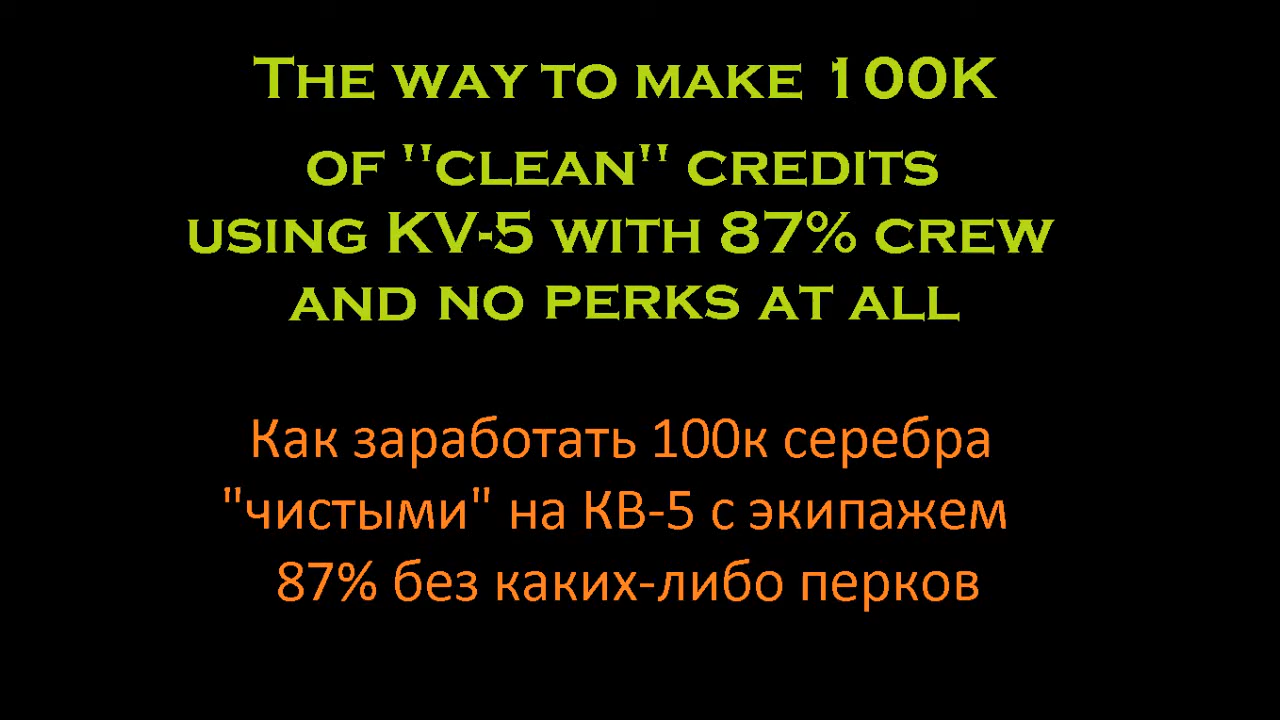 The way to make 100K
of "clean" credits
using KV-5 with 87% crew
and no perks at all
Как заработать 100к серебра
"чистыми" на КВ-5 с экипажем
87% без каких-либо перков